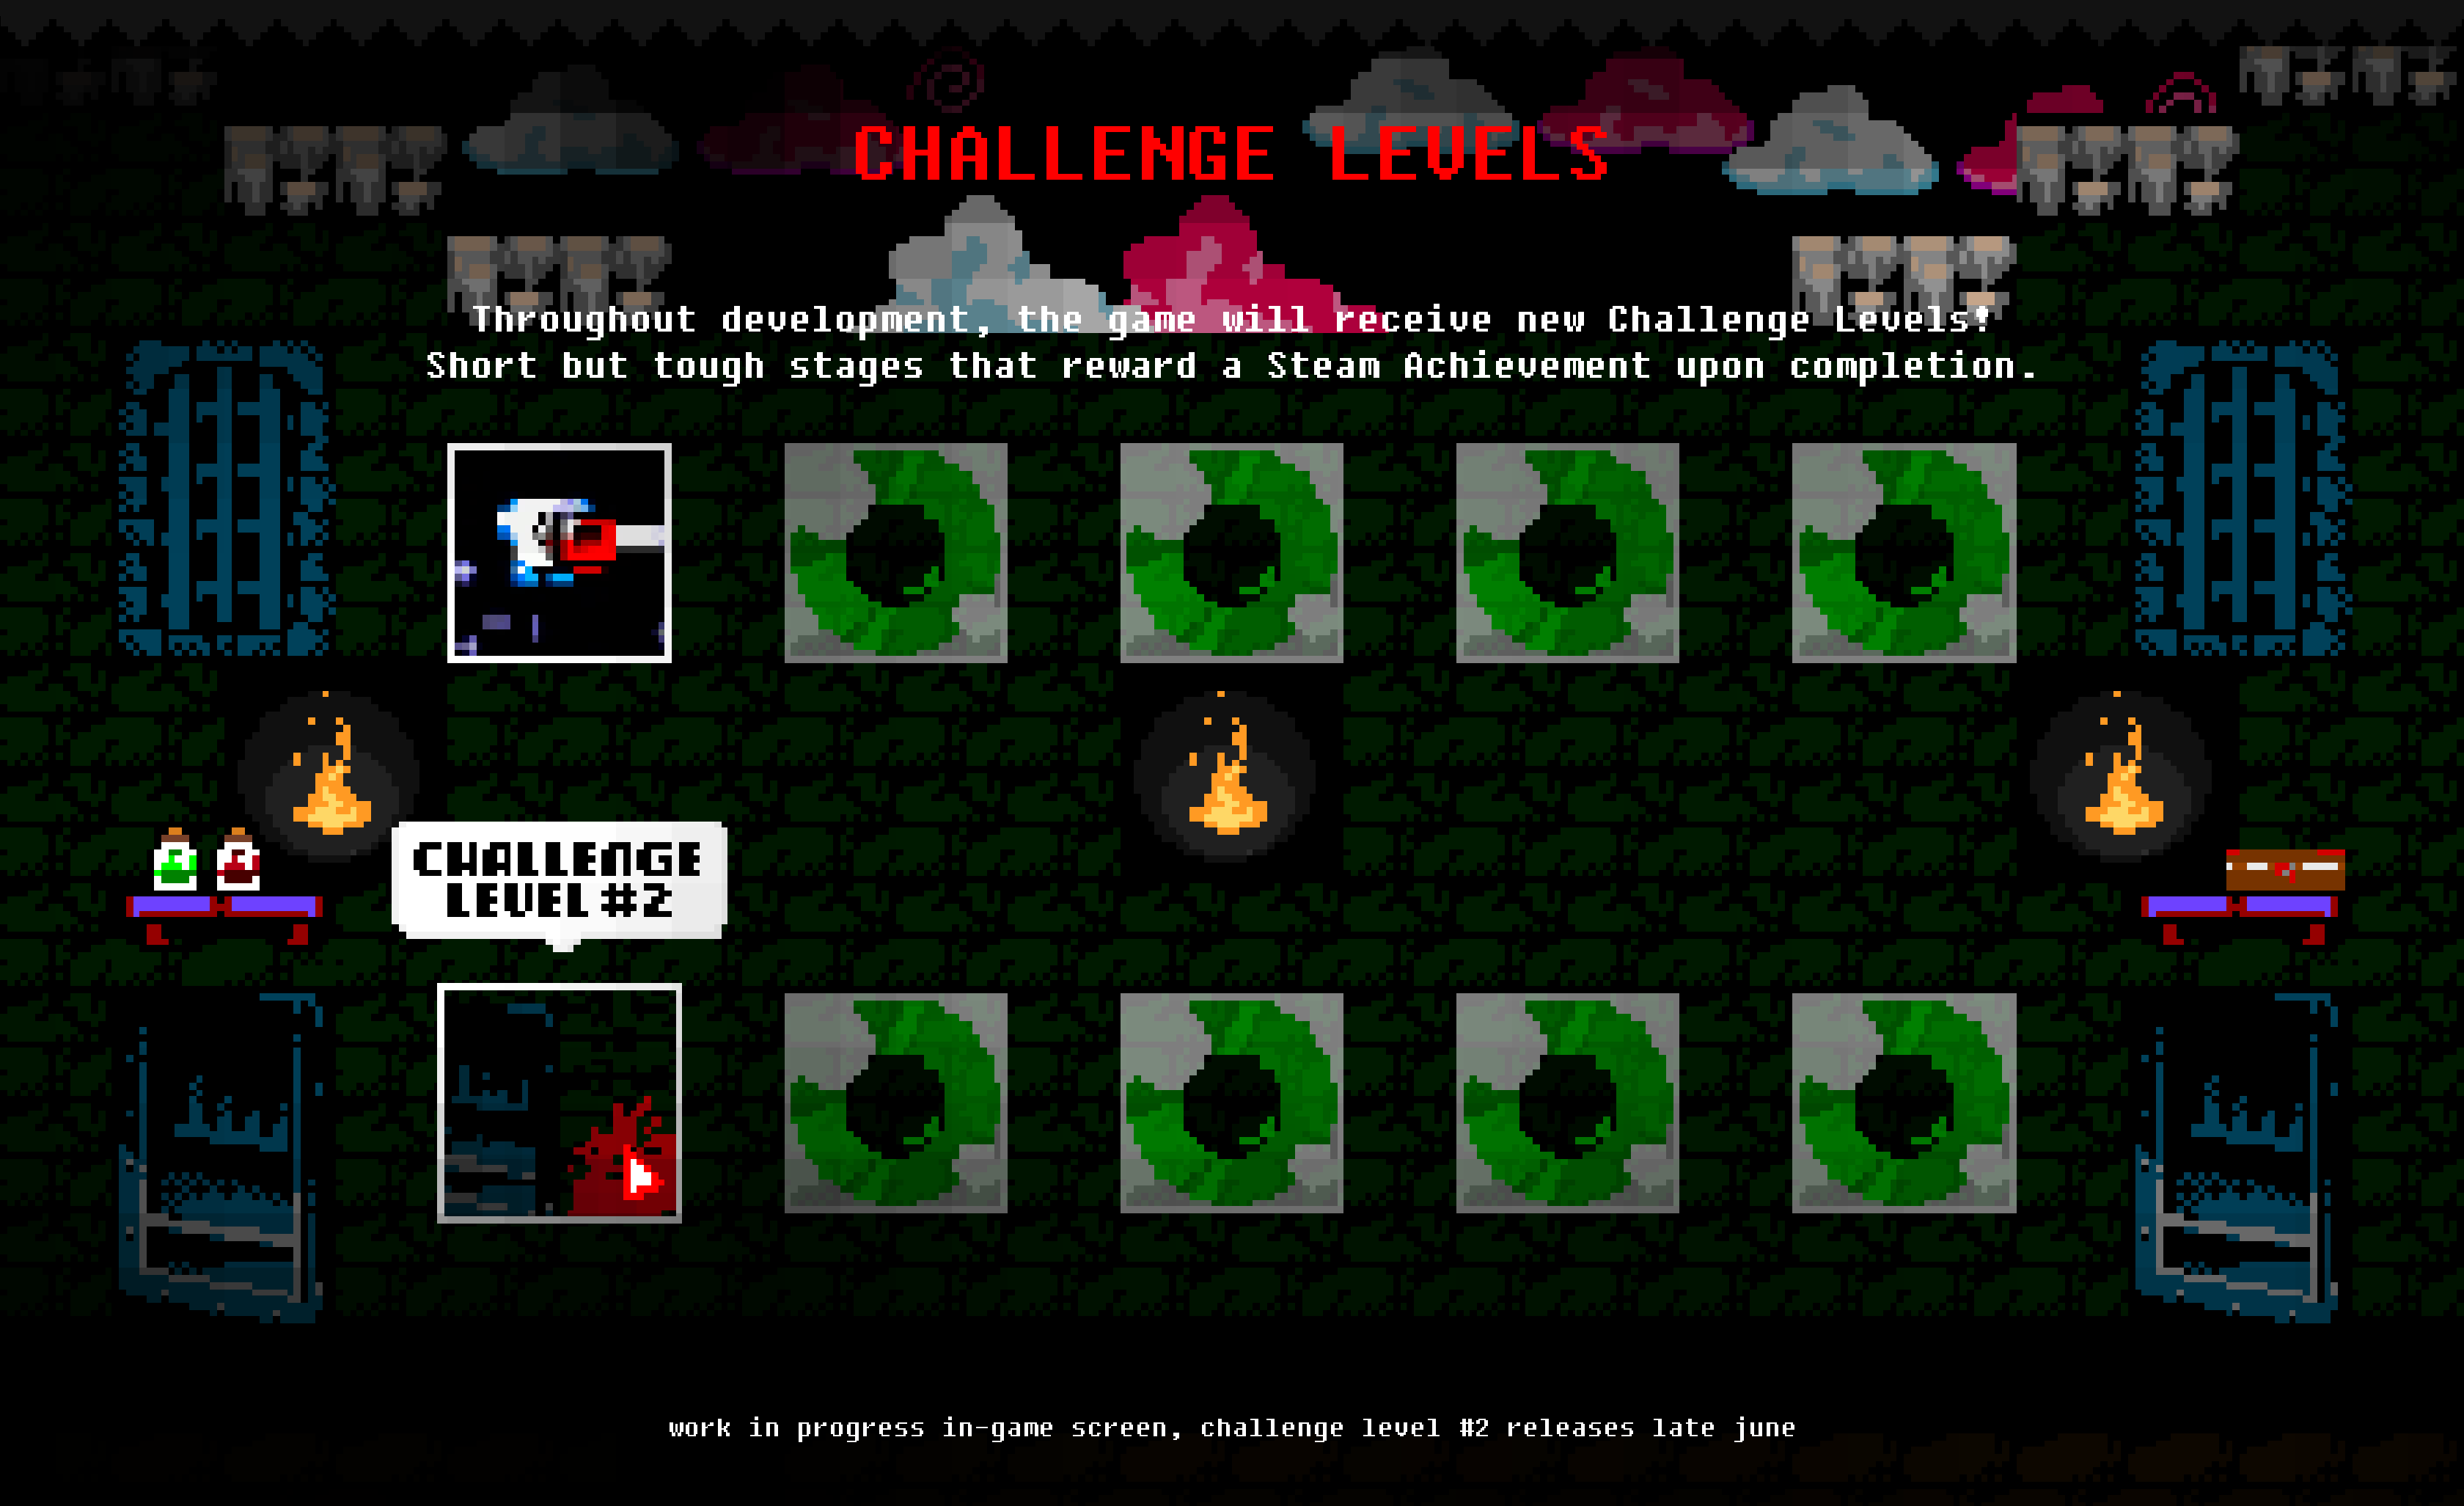 CHALLENGE LEVELS
Throughout development, the game will receive new Challenge Levels!
Short but tough stages that reward a Steam Achievement upon completion.
CHALLENGE
LEVEL #2
work in progress in-game screen, challenge level #2 releases late june